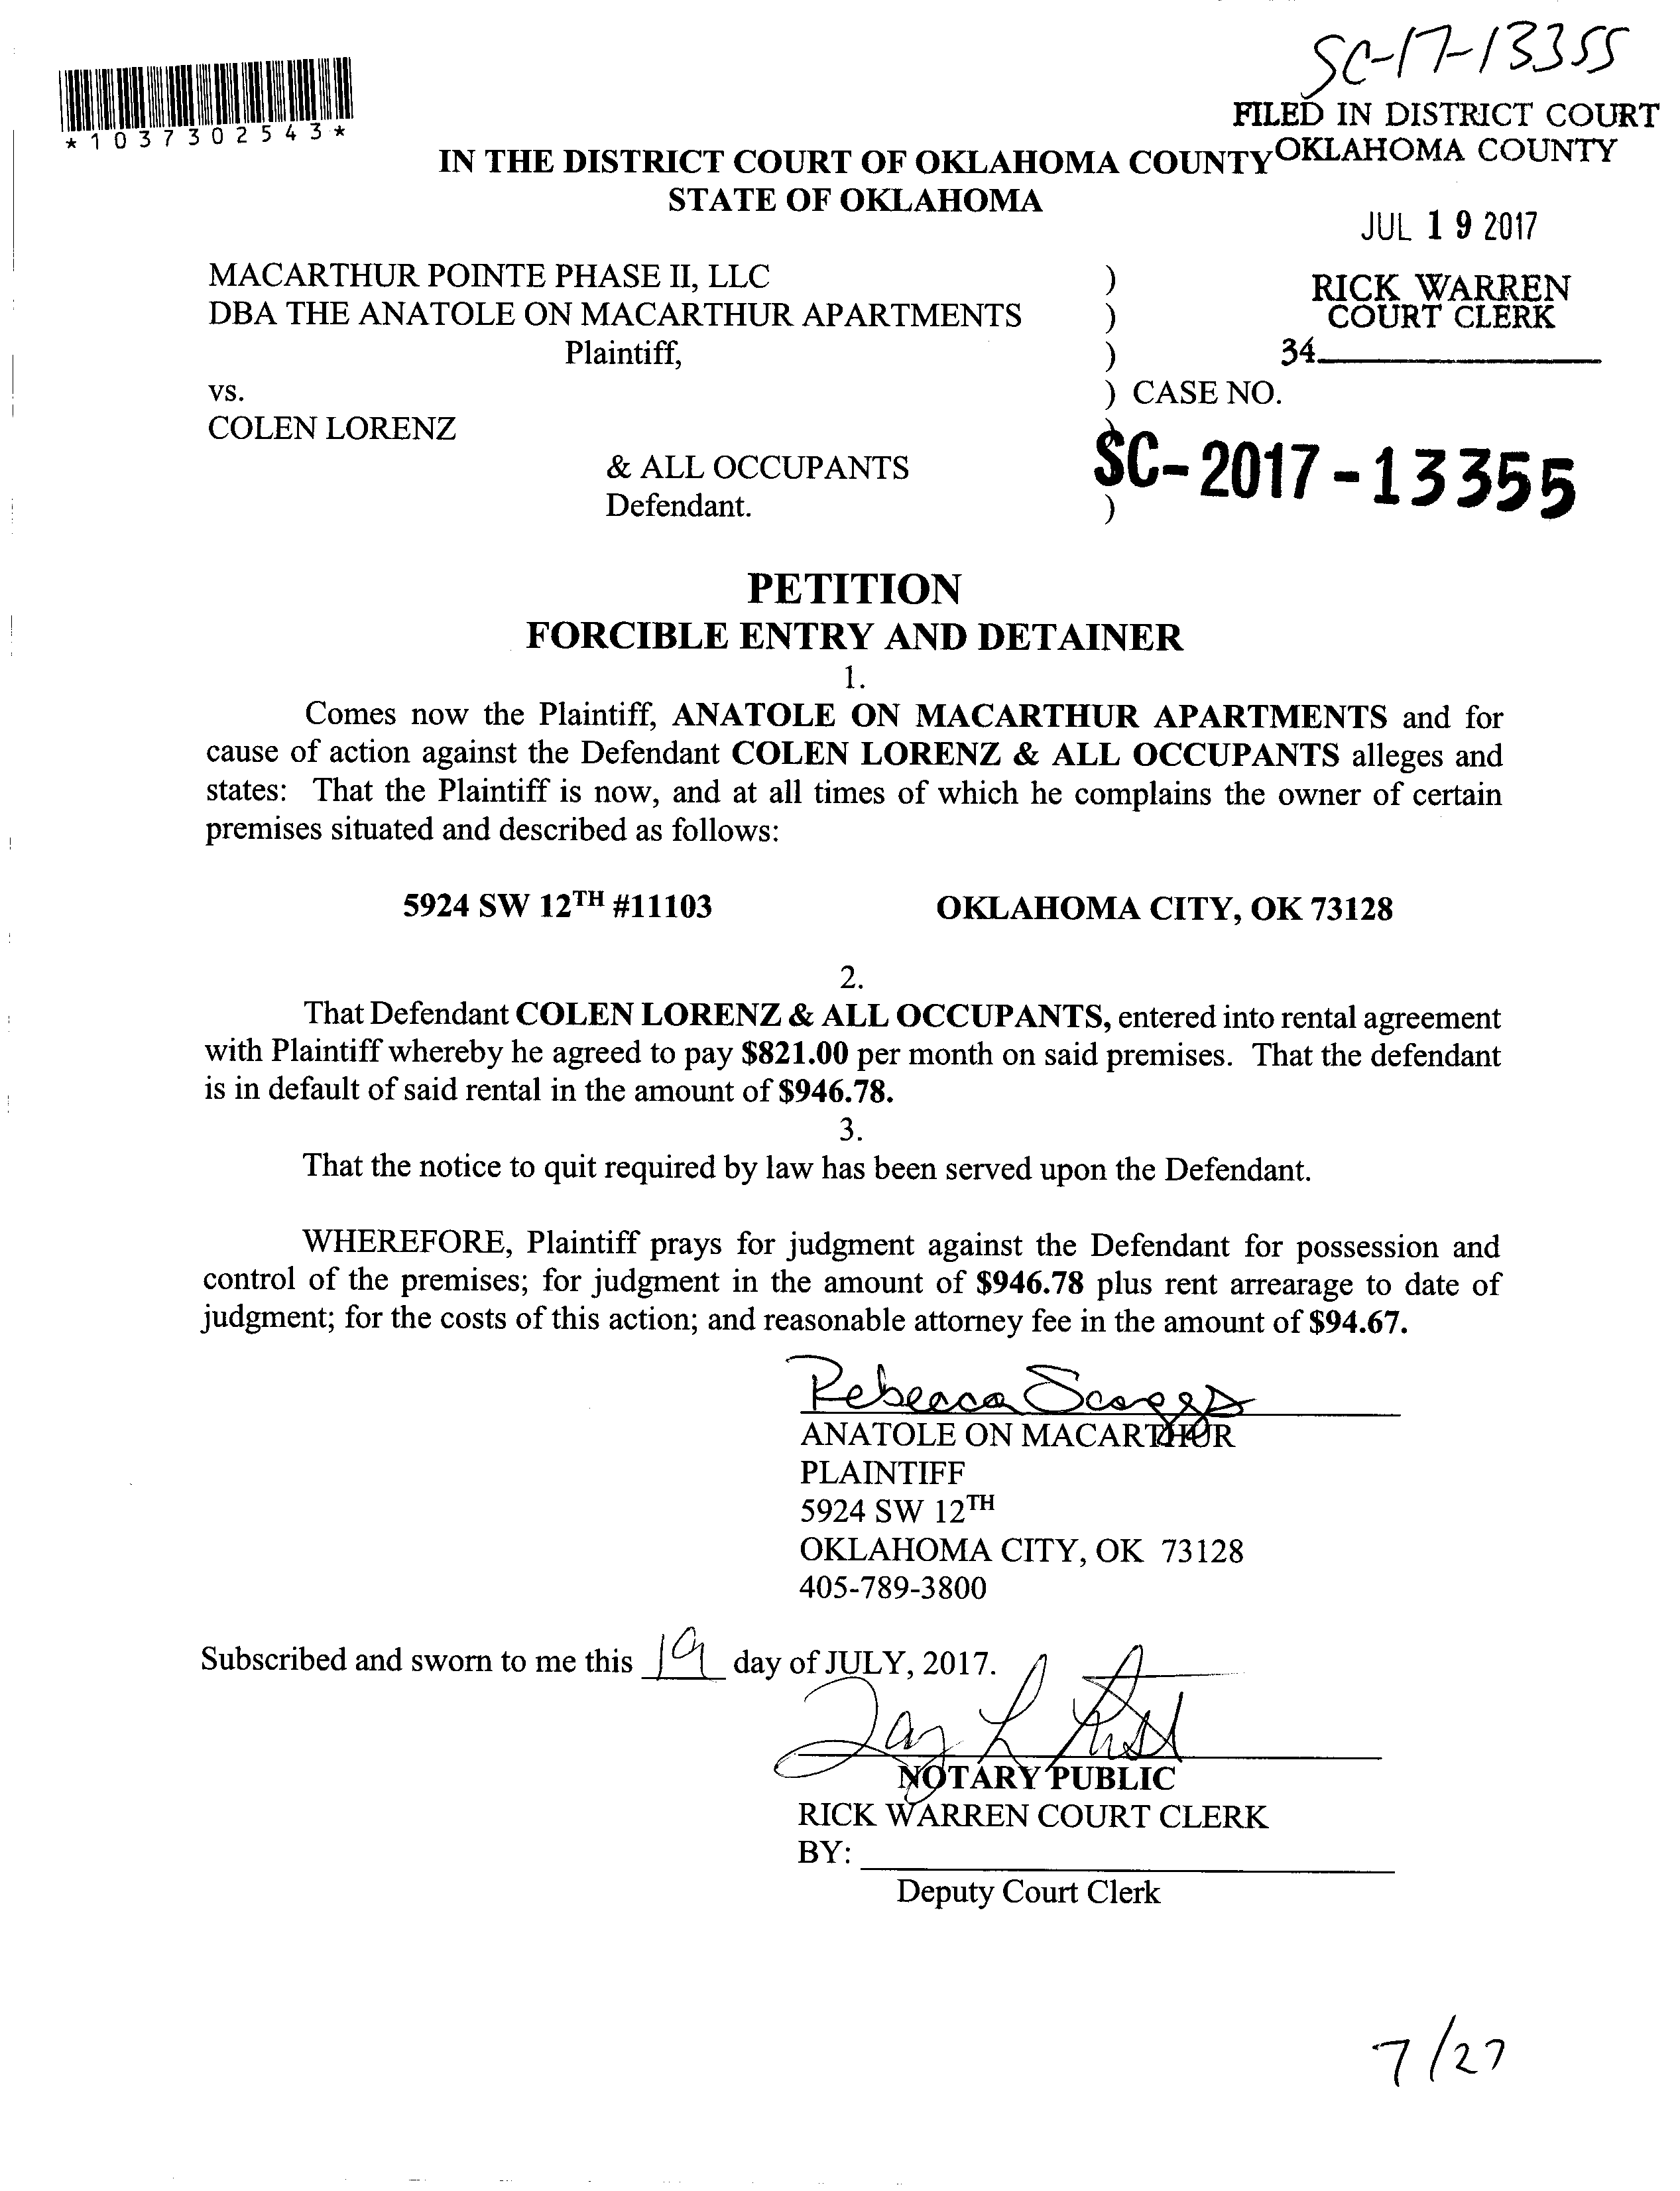 SC-17-13355
FILED IN DISTRICT COURT
OKLAHOMA COUNTY
*1037302543*
IN THE DISTRICT COURT OF OKLAHOMA COUNTY
STATE OF OKLAHOMA
JUL 19 2017
MACARTHUR POINTE PHASE II, LLC )
DBA THE ANATOLE ON MACARTHUR APARTMENTS )
Plaintiff, )
RICK WARREN
COURT CLERK
34
vs. ) CASE NO.
COLEN LORENZ )
& ALL OCCUPANTS
SC-2017-13355
Defendant. )
PETITION
FORCIBLE ENTRY AND DETAINER
1.
Comes now the Plaintiff, ANATOLE ON MACARTHUR APARTMENTS and for
cause of action against the Defendant COLEN LORENZ & ALL OCCUPANTS alleges and
states: That the Plaintiff is now, and at all times of which he complains the owner of certain
premises situated and described as follows:
5924 SW 12TH #11103 OKLAHOMA CITY, OK 73128
2.
That Defendant COLEN LORENZ & ALL OCCUPANTS, entered into rental agreement
with Plaintiff whereby he agreed to pay $821.00 per month on said premises. That the defendant
is in default of said rental in the amount of $946.78.
3.
That the notice to quit required by law has been served upon the Defendant.
WHEREFORE, Plaintiff prays for judgment against the Defendant for possession and
control of the premises; for judgment in the amount of $946.78 plus rent arrearage to date of
judgment; for the costs of this action; and reasonable attorney fee in the amount of $94.67.
Rebecca Scaggs
ANATOLE ON MACARTHUR
PLAINTIFF
5924 SW 12TH
OKLAHOMA CITY, OK 73128
405-789-3800
Subscribed and sworn to me this 19 day of JULY, 2017.
NOTARY PUBLIC
RICK WARREN COURT CLERK
BY:
Deputy Court Clerk
7/27